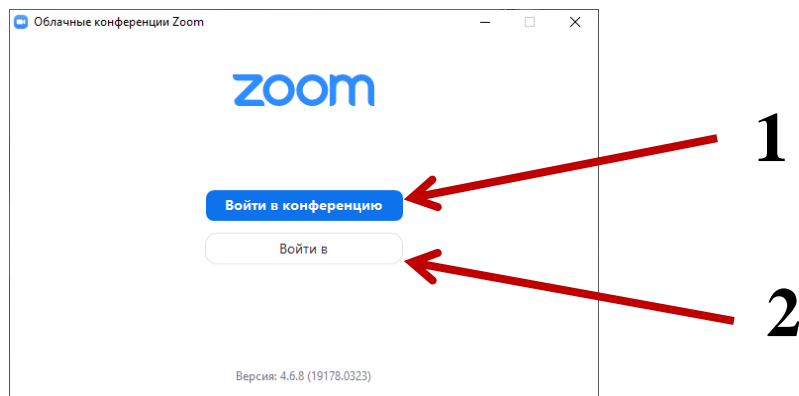 Облачные конференции Zoom
zoom
1
Войти в конференцию
Войти в
2
Версия: 4.6.8 (19178.0323)